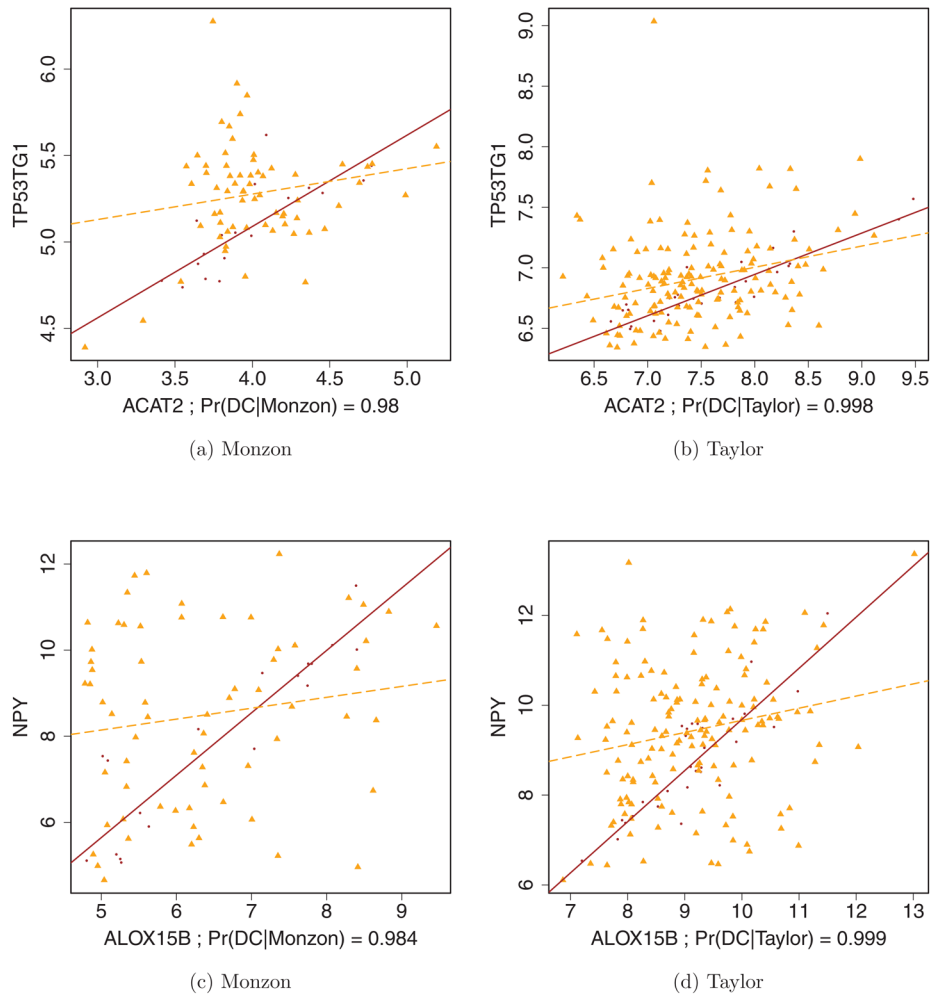 TP53TG1
6.0
5.5
5.0
4.5
3.0 3.5 4.0 4.5 5.0
ACAT2 ; Pr(DC|Monzon) = 0.98
(a) Monzon
TP53TG1
9.0
8.5
8.0
7.5
7.0
6.5
6.5 7.0 7.5 8.0 8.5 9.0 9.5
ACAT2 ; Pr(DC|Taylor) = 0.998
(b) Taylor
NPY
12
10
8
6
5 6 7 8 9
ALOX15B ; Pr(DC|Monzon) = 0.984
(c) Monzon
NPY
12
10
8
6
7 8 9 10 11 12 13
ALOX15B ; Pr(DC|Taylor) = 0.999
(d) Taylor